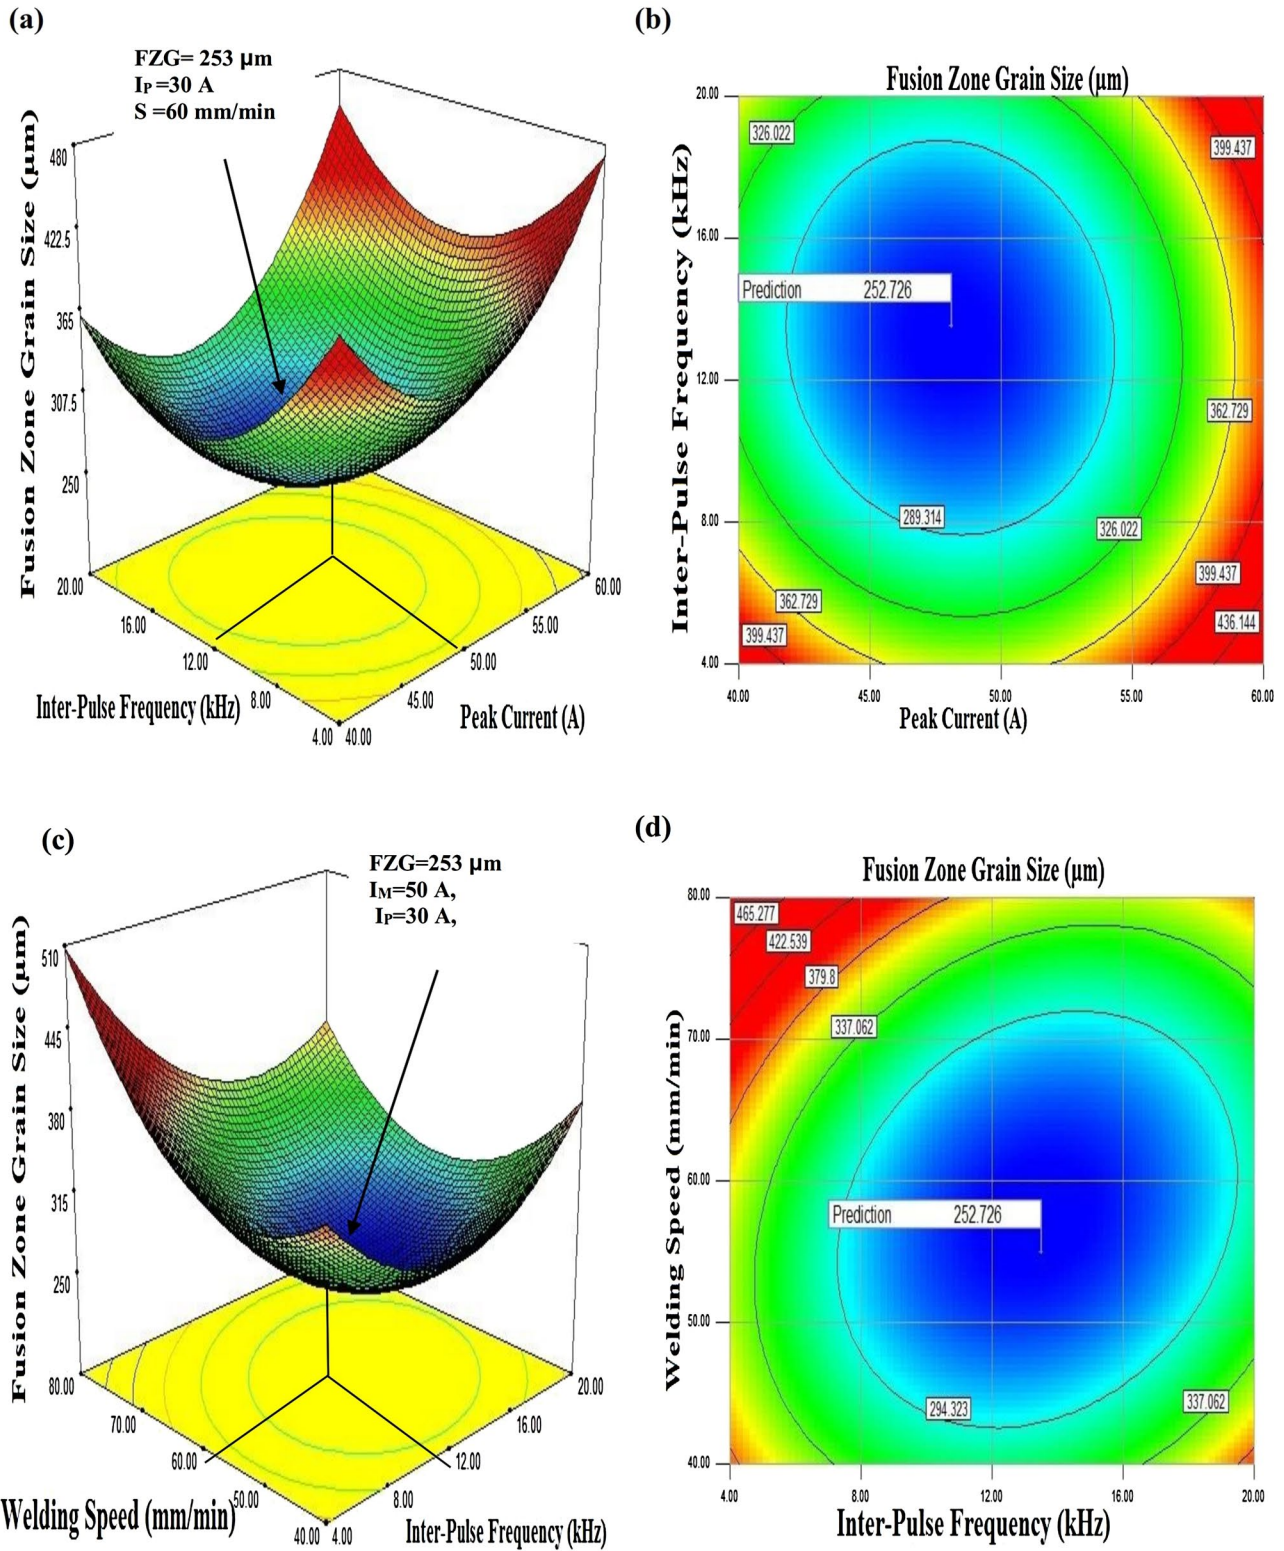 (a)
FZG= 253 µm
IP =30 A
S =60 mm/min
Fusion Zone Grain Size (µm)
480
422.5
365
307.5
250
20.00
16.00
12.00
8.00
4.00
40.00
45.00
50.00
55.00
60.00
Inter-Pulse Frequency (kHz)
Peak Current (A)
(b)
Fusion Zone Grain Size (µm)
Inter-Pulse Frequency (kHz)
20.00
16.00
12.00
8.00
4.00
326.022
399.437
Prediction 252.726
362.729
289.314
326.022
399.437
362.729
436.144
399.437
40.00
45.00
50.00
55.00
60.00
Peak Current (A)
(c)
FZG=253 µm
IM=50 A,
IP=30 A,
Fusion Zone Grain Size (µm)
510
445
380
315
250
80.00
70.00
60.00
50.00
40.00
4.00
8.00
12.00
16.00
20.00
Welding Speed (mm/min)
Inter-Pulse Frequency (kHz)
(d)
Fusion Zone Grain Size (µm)
Welding Speed (mm/min)
80.00
70.00
60.00
50.00
40.00
465.277
422.539
379.8
337.062
Prediction 252.726
294.323
337.062
4.00
8.00
12.00
16.00
20.00
Inter-Pulse Frequency (kHz)